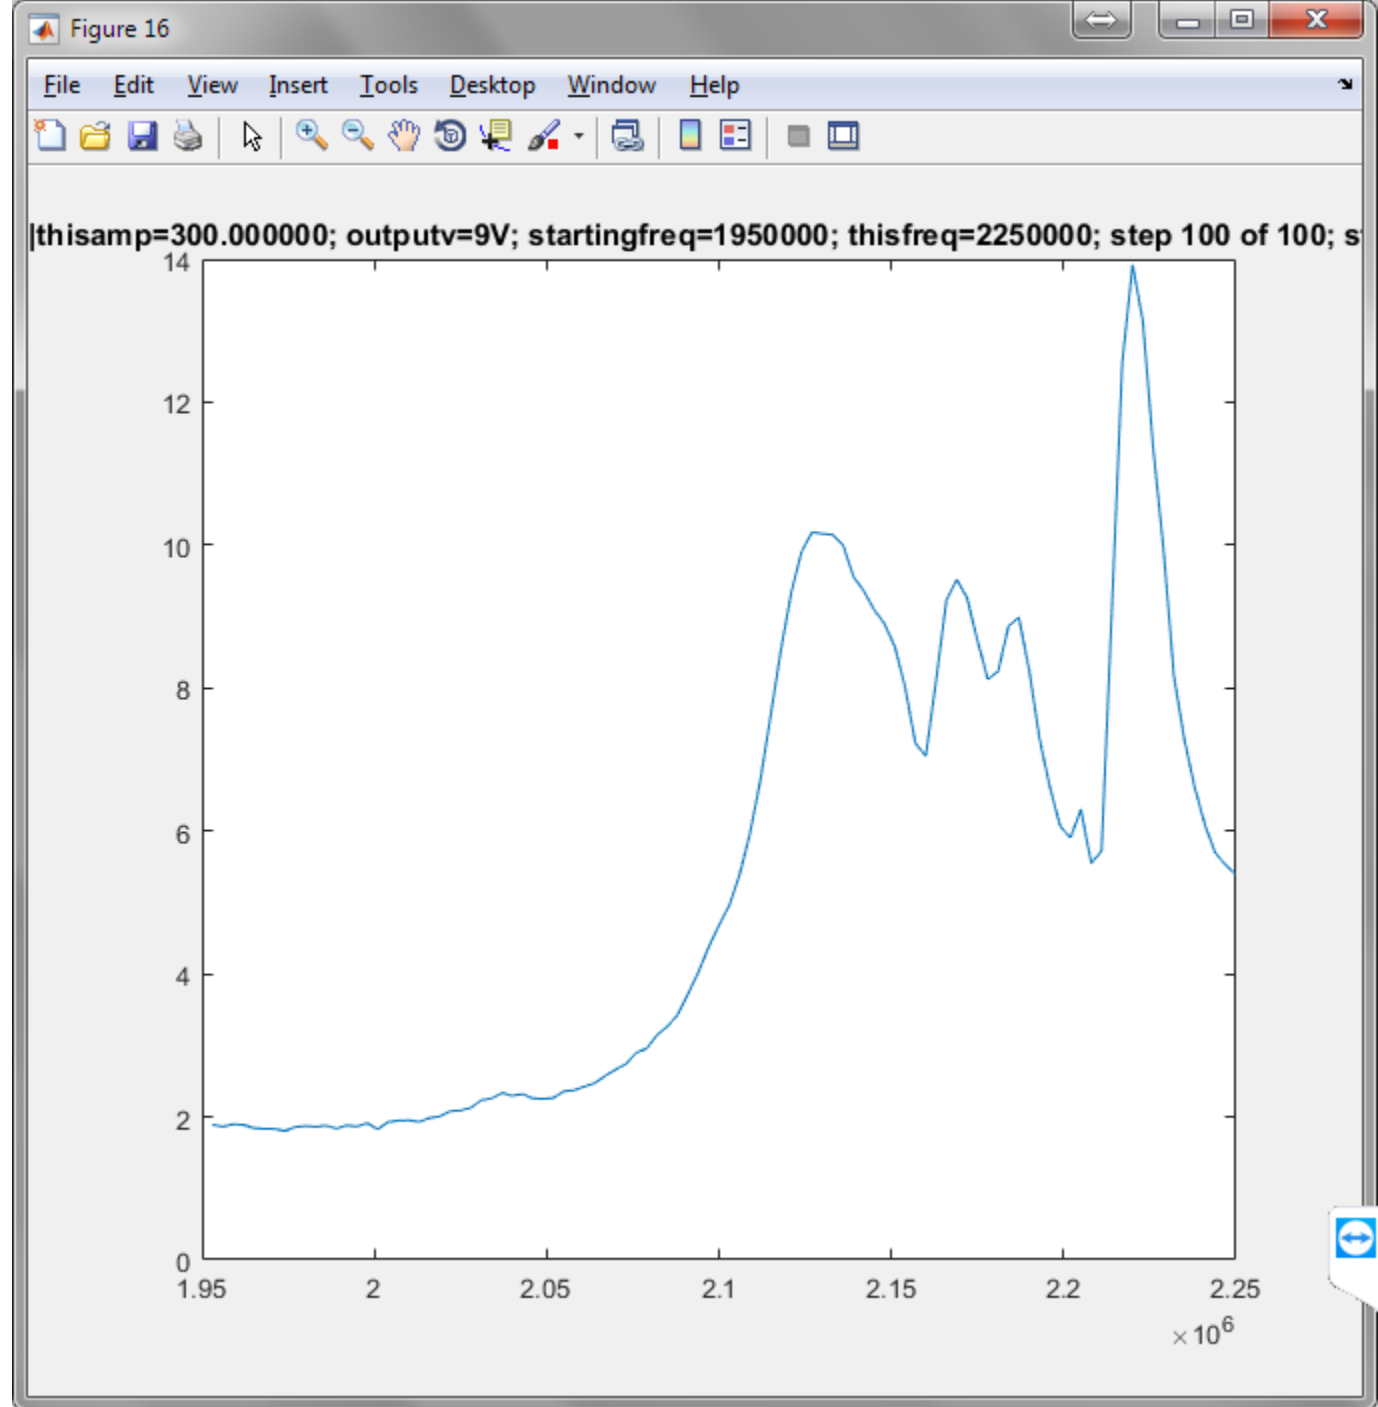 Figure 16
File Edit View Insert Tools Desktop Window Help
|thisamp=300.000000; outputv=9V; startingfreq=1950000; thisfreq=2250000; step 100 of 100; s
14
12
10
8
6
4
2
0
1.95 2 2.05 2.1 2.15 2.2 2.25
×10⁶